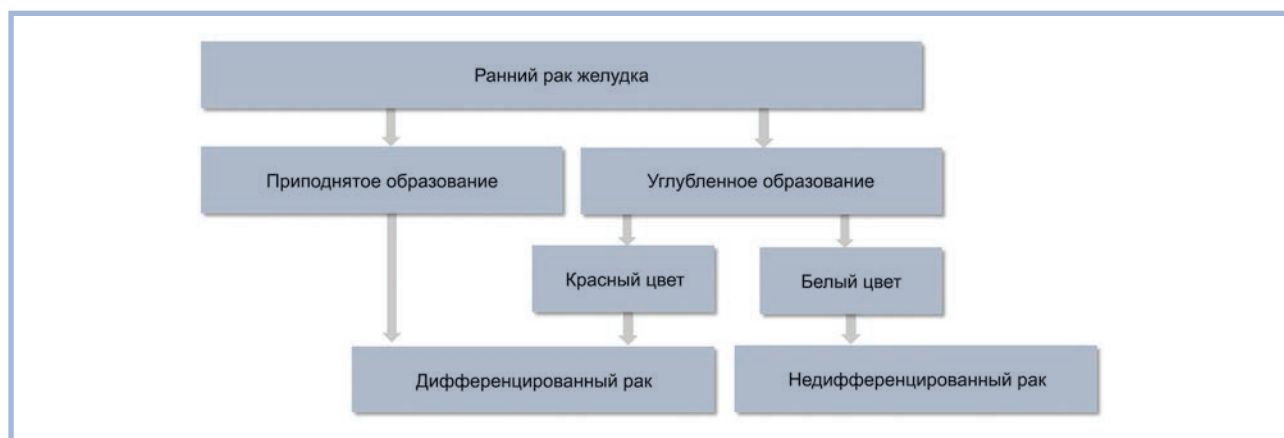 Ранний рак желудка
Приподнятое образование
Углубленное образование
Красный цвет
Белый цвет
Дифференцированный рак
Недифференцированный рак